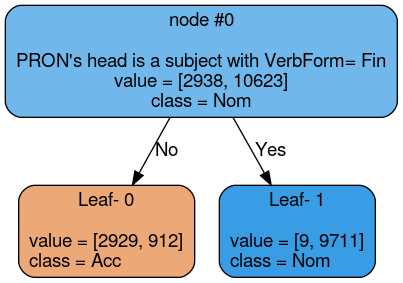 node #0
PRON's head is a subject with VerbForm= Fin
value = [2938, 10623]
class = Nom
No
Yes
Leaf- 0
value = [2929, 912]
class = Acc
Leaf- 1
value = [9, 9711]
class = Nom